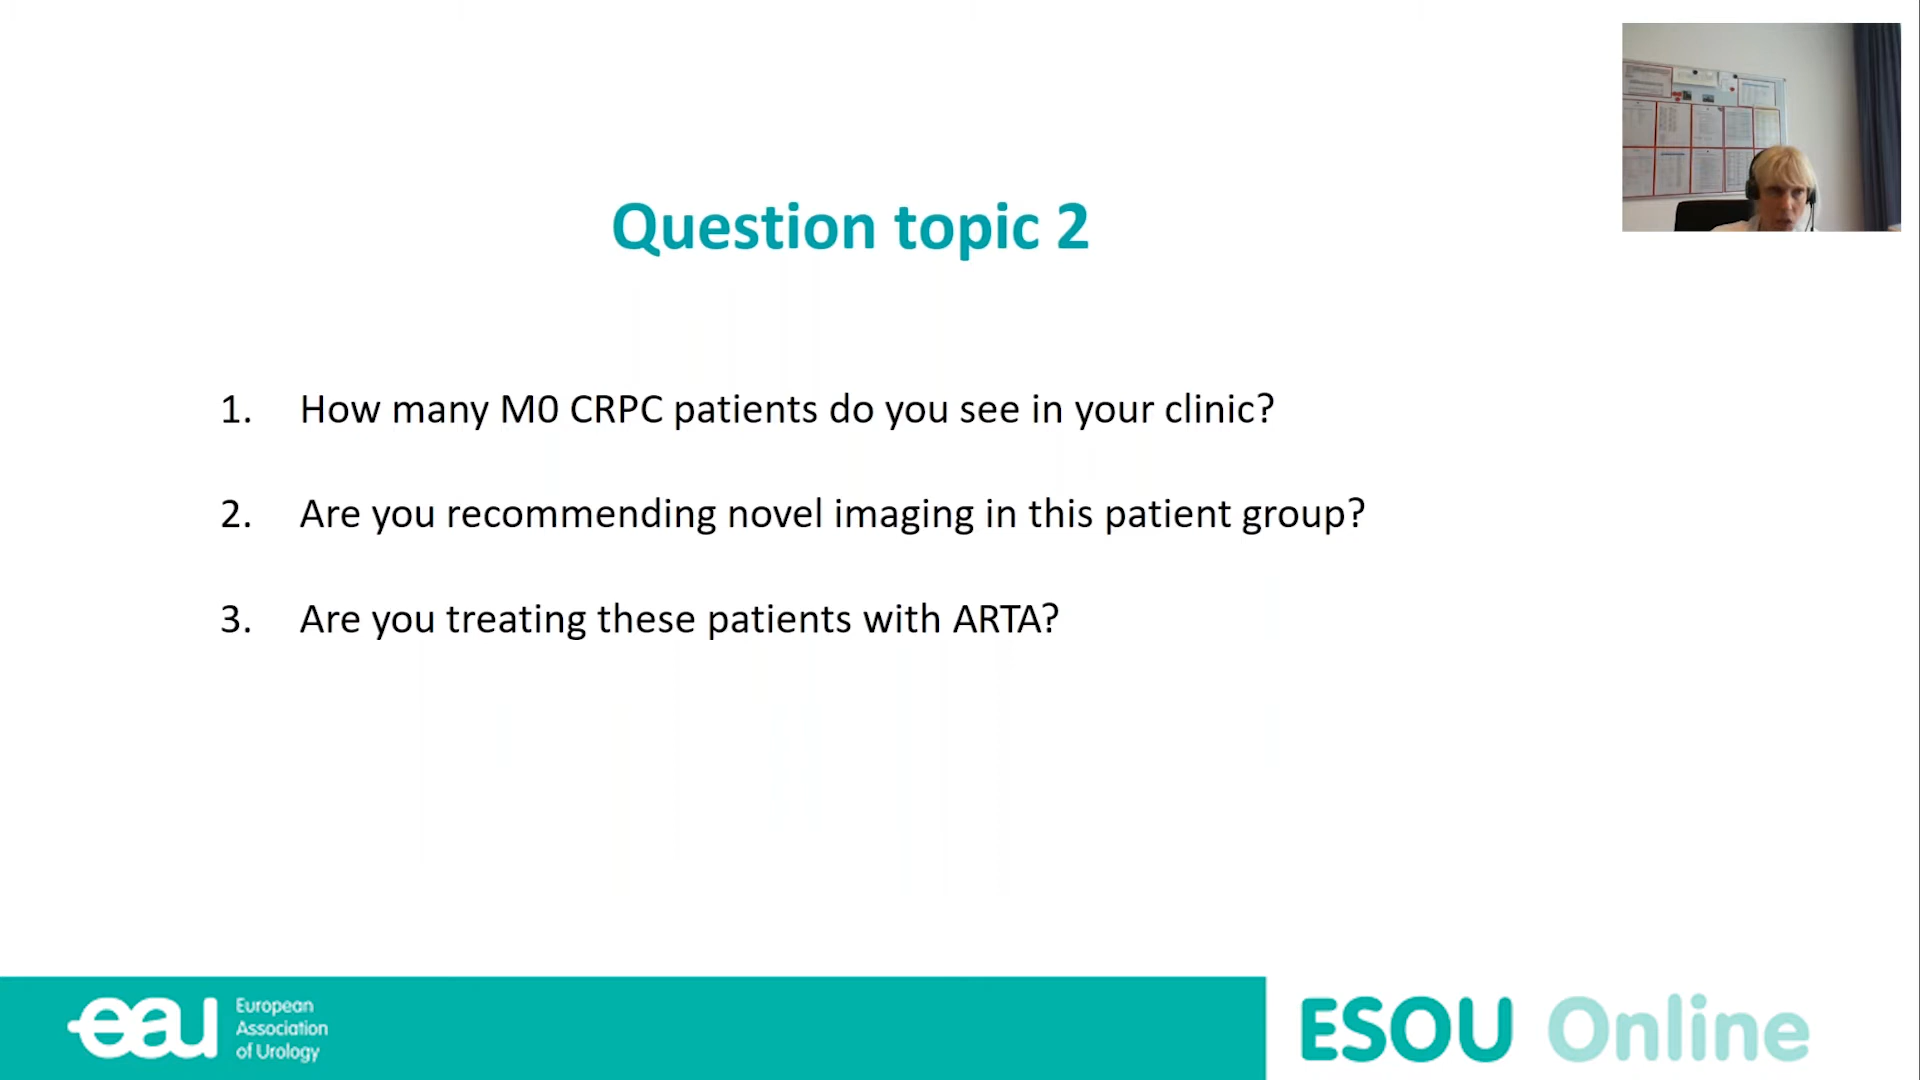 Question topic 2
1. How many M0 CRPC patients do you see in your clinic?
2. Are you recommending novel imaging in this patient group?
3. Are you treating these patients with ARTA?
eau
European
Association
of Urology
ESOU Online